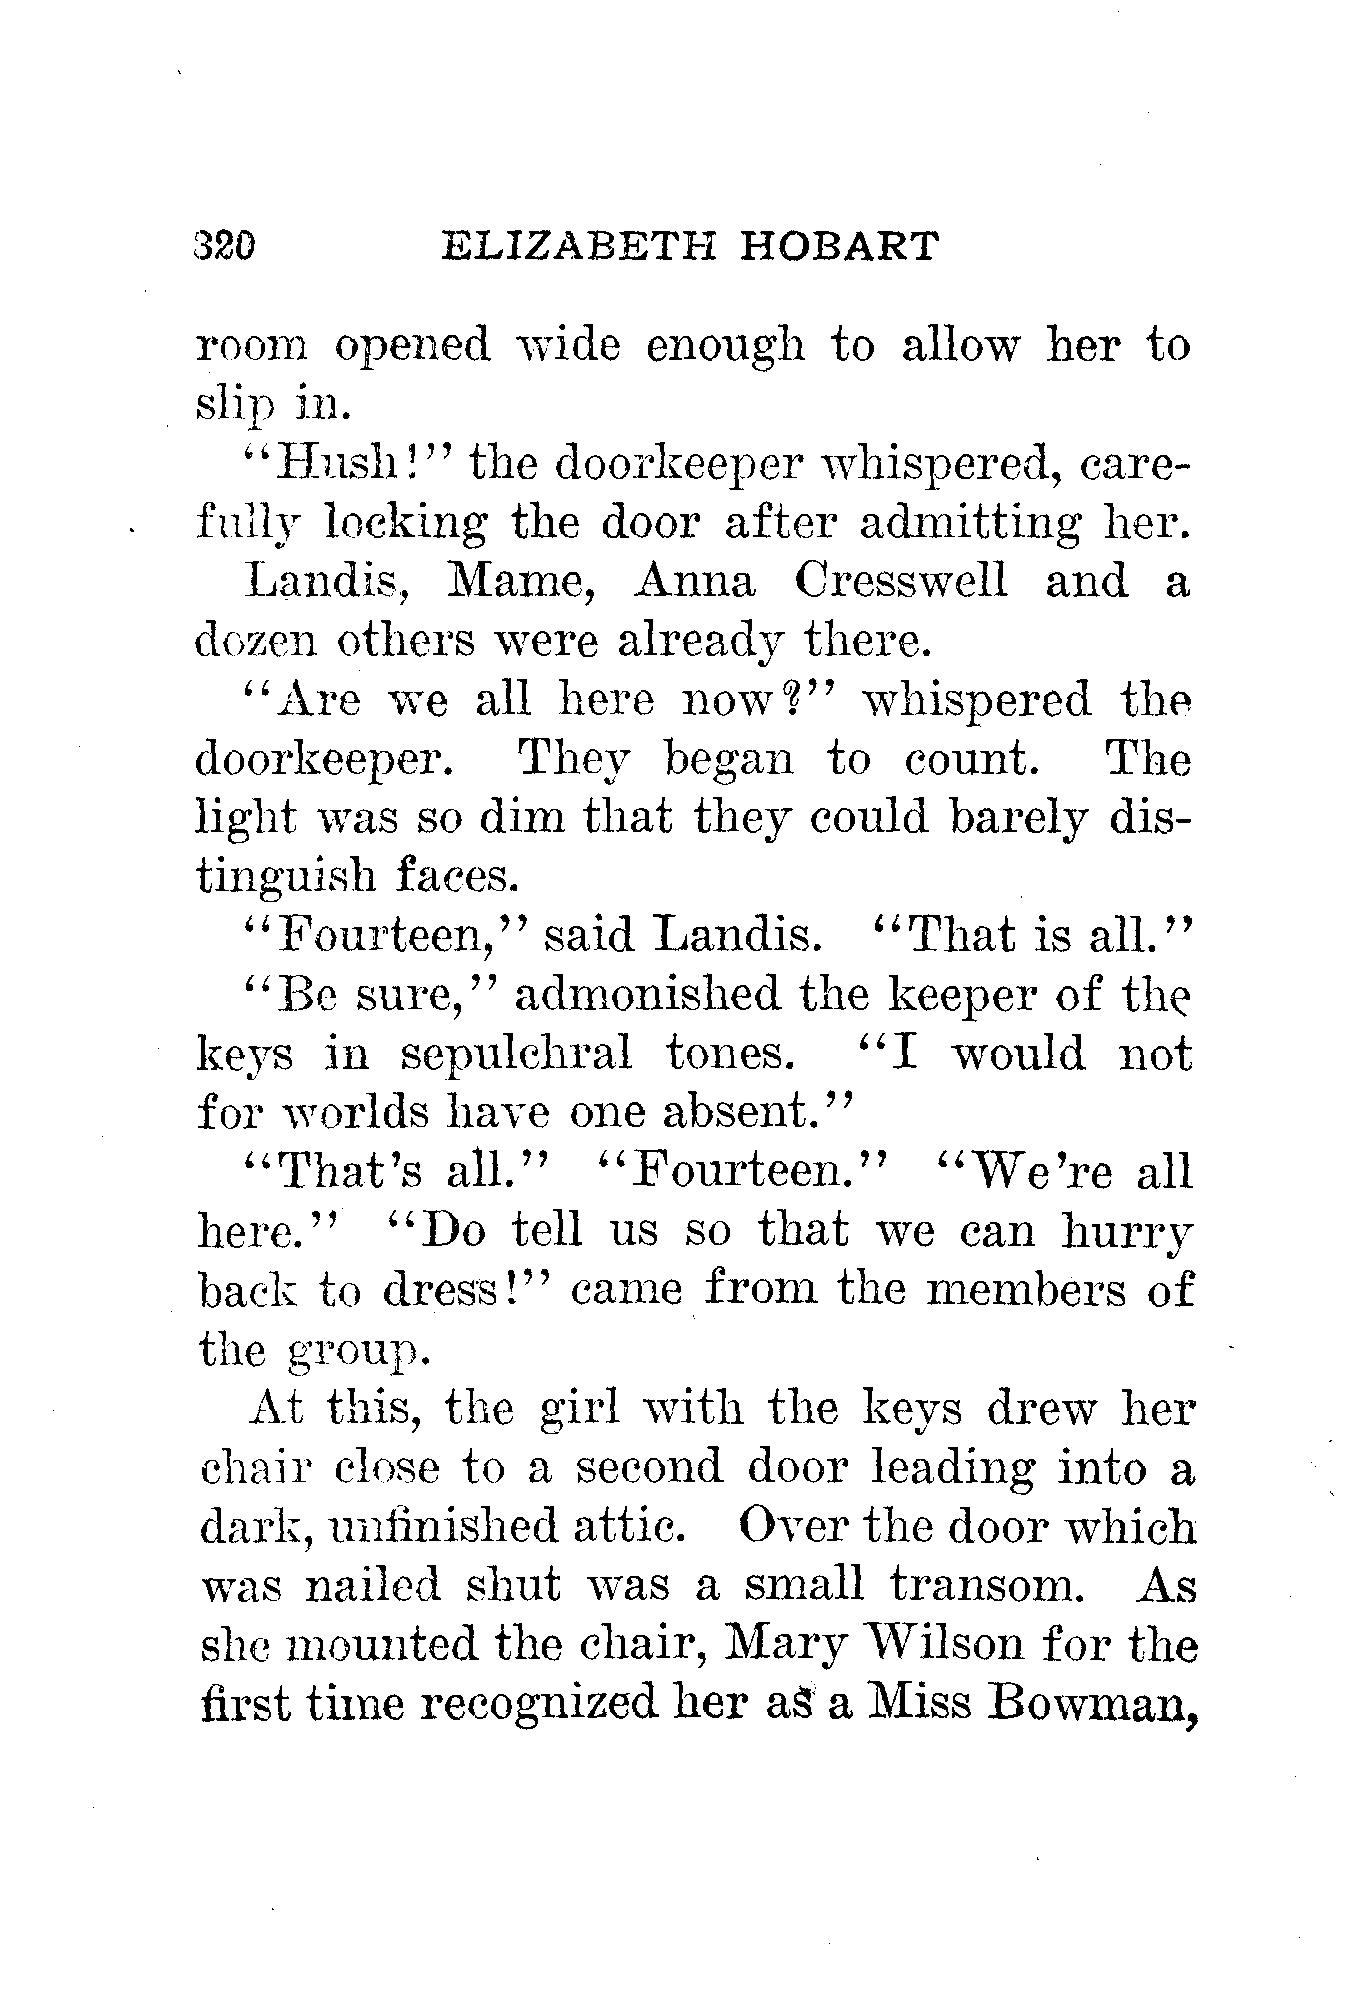 320 ELIZABETH HOBART
room opened wide enough to allow her to
slip in.
"Hush!" the doorkeeper whispered, care-
fully locking the door after admitting her.
Landis, Mame, Anna Cresswell and a
dozen others were already there.
"Are we all here now?" whispered the
doorkeeper. They began to count. The
light was so dim that they could barely dis-
tinguish faces.
"Fourteen," said Landis. "That is all."
"Be sure," admonished the keeper of the
keys in sepulchral tones. "I would not
for worlds have one absent."
"That's all." "Fourteen." "We're all
here." "Do tell us so that we can hurry
back to dress!" came from the members of
the group.
At this, the girl with the keys drew her
chair close to a second door leading into a
dark, unfinished attic. Over the door which
was nailed shut was a small transom. As
she mounted the chair, Mary Wilson for the
first time recognized her as a Miss Bowman,